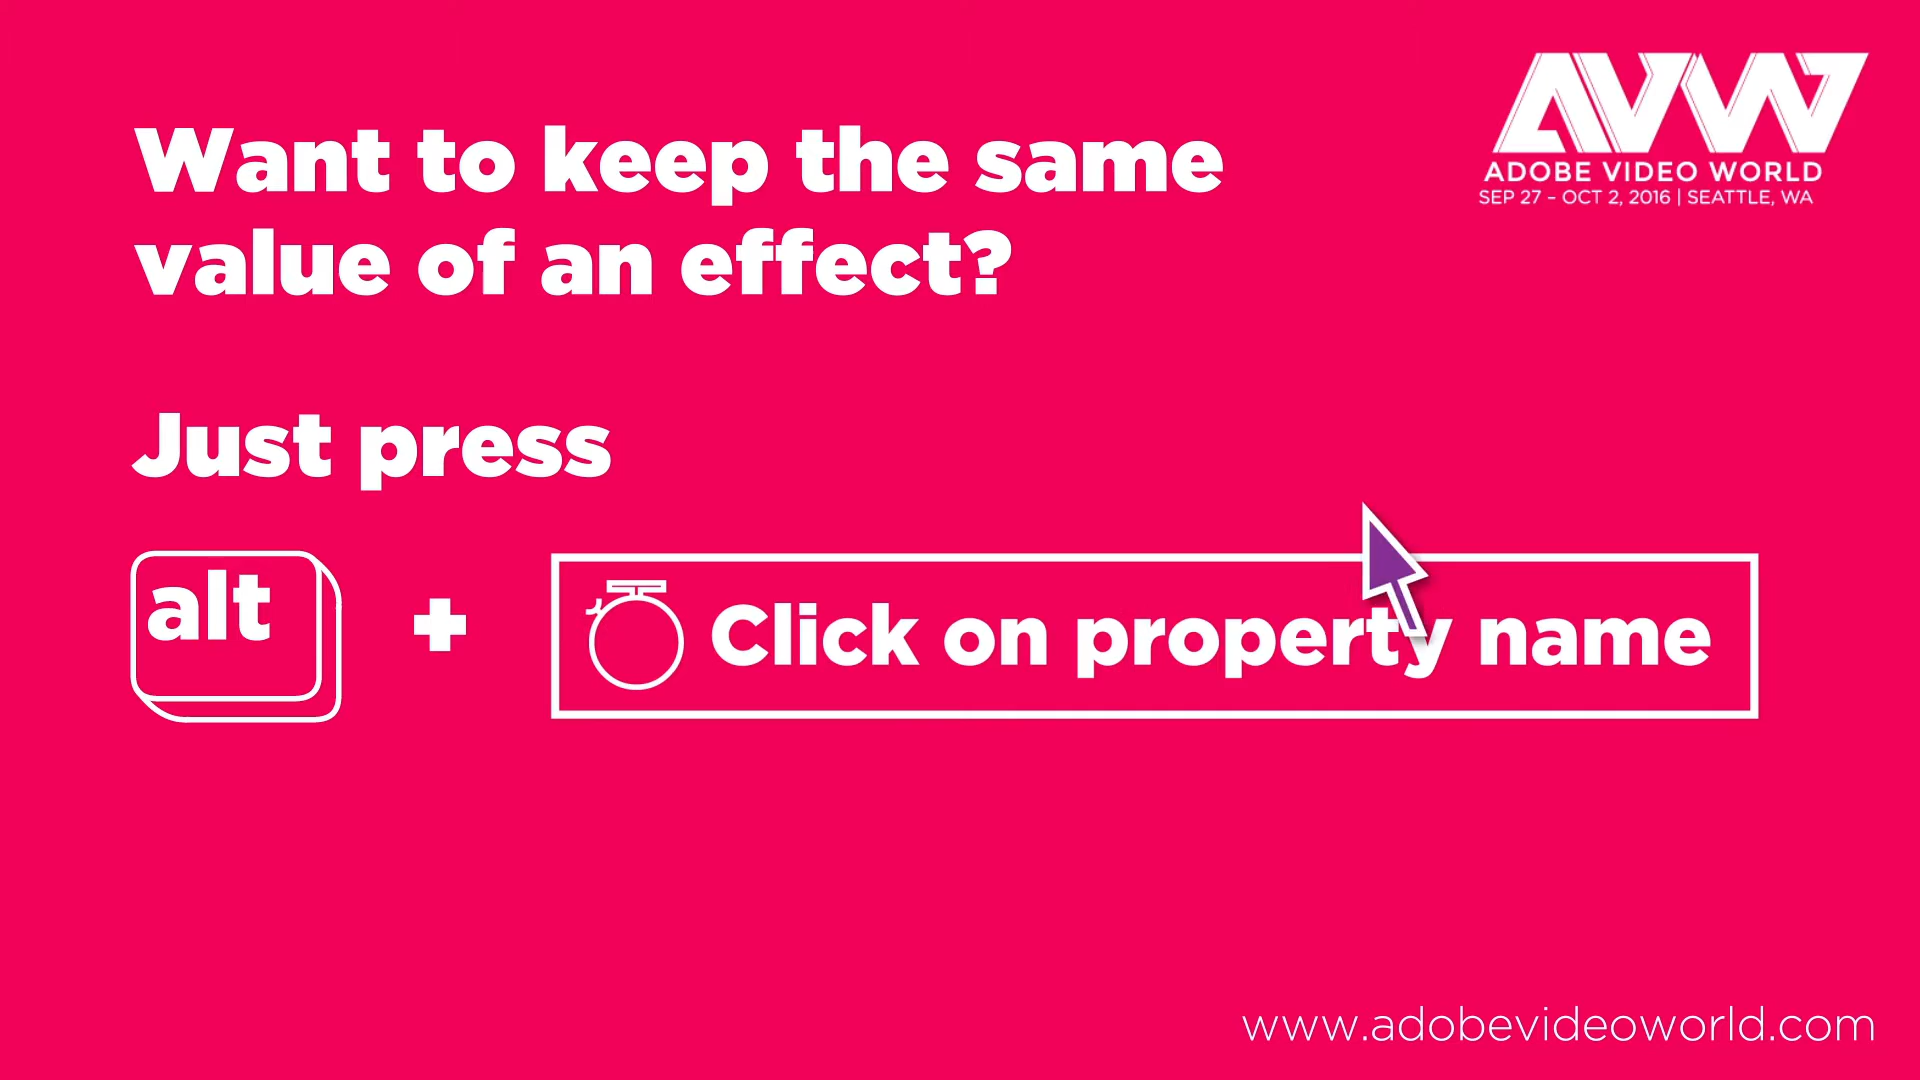 AVW
ADOBE VIDEO WORLD
SEP 27 – OCT 2, 2016 | SEATTLE, WA
Want to keep the same
value of an effect?
Just press
alt + Click on property name
www.adobevideoworld.com